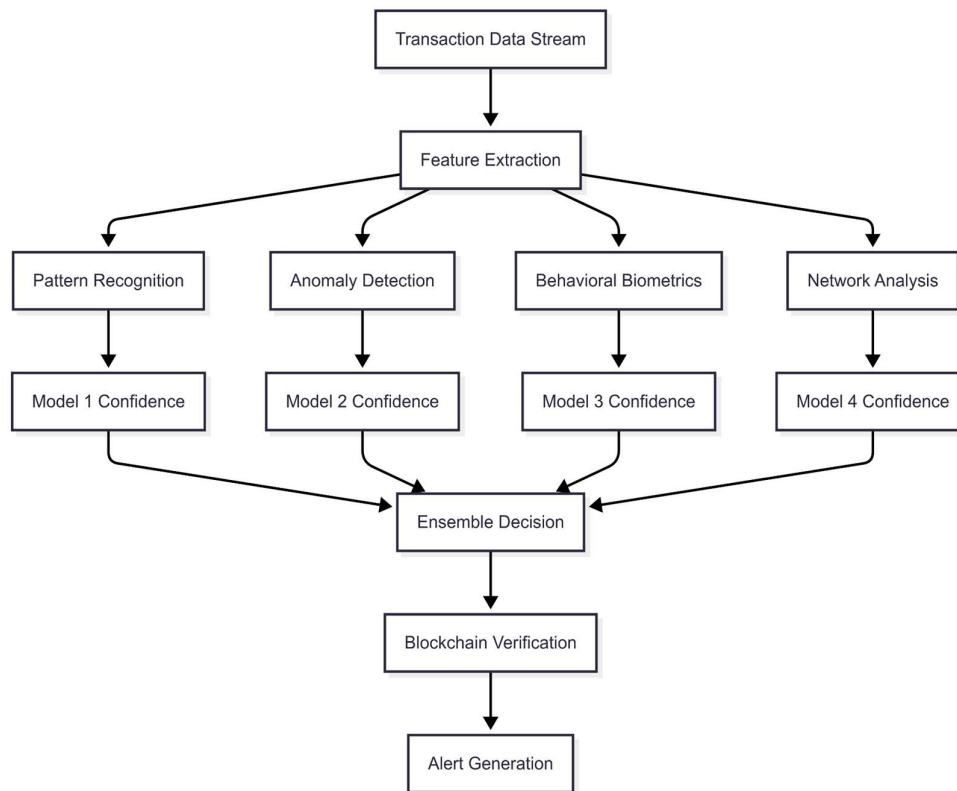 Transaction Data Stream
Feature Extraction
Pattern Recognition
Anomaly Detection
Behavioral Biometrics
Network Analysis
Model 1 Confidence
Model 2 Confidence
Model 3 Confidence
Model 4 Confidence
Ensemble Decision
Blockchain Verification
Alert Generation